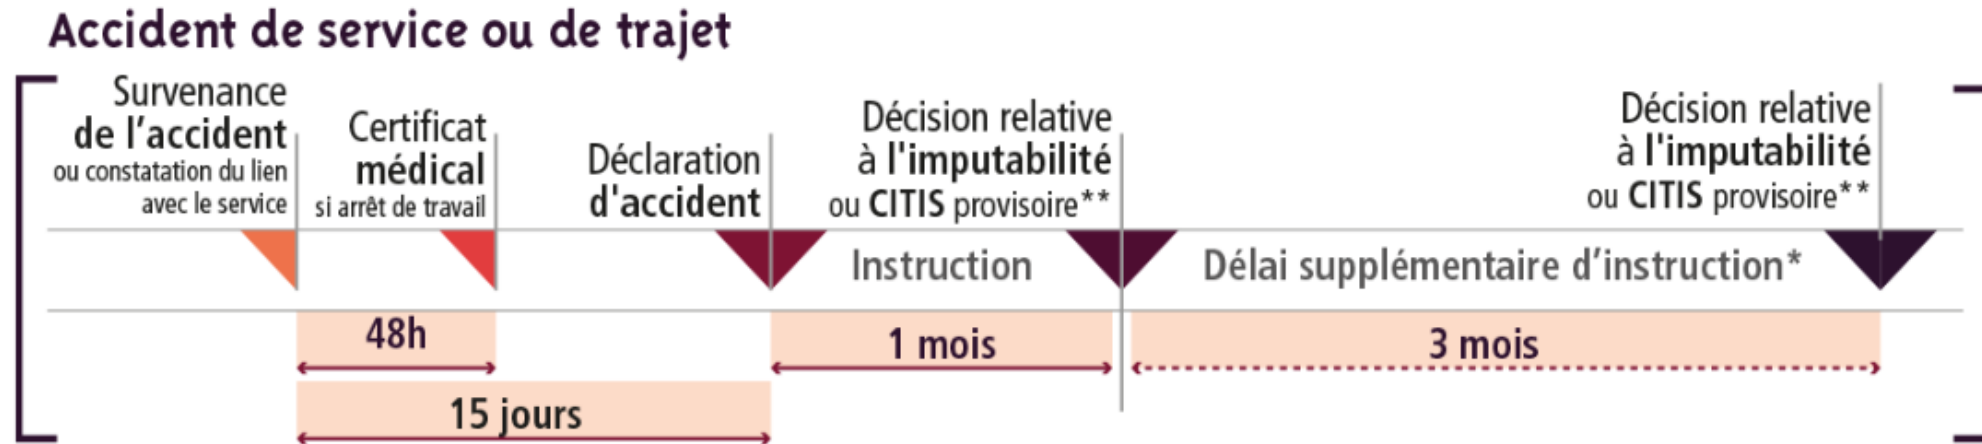 Accident de service ou de trajet
Survenance
de l'accident
ou constatation du lien
avec le service
Certificat
médical
si arrêt de travail
Déclaration
d'accident
Décision relative
à l'imputabilité
ou CITIS provisoire**
Décision relative
à l'imputabilité
ou CITIS provisoire**
Instruction
Délai supplémentaire d'instruction*
48h
1 mois
3 mois
15 jours